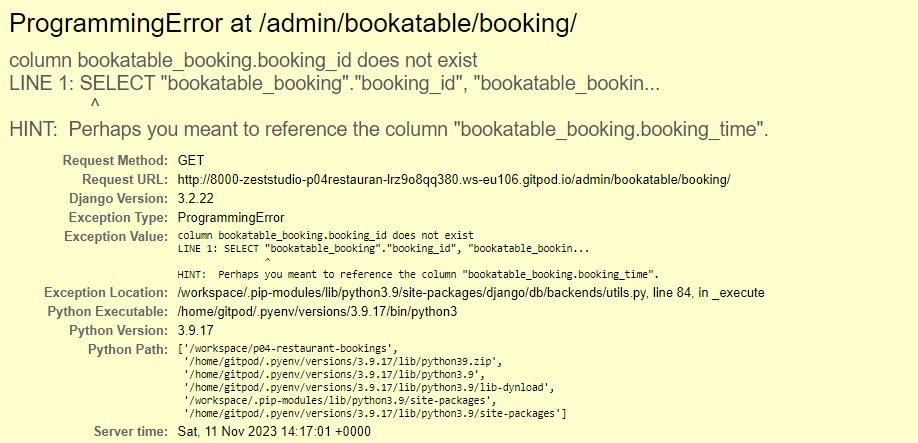 ProgrammingError at /admin/bookatable/booking/
column bookatable_booking.booking_id does not exist
LINE 1: SELECT "bookatable_booking"."booking_id", "bookatable_bookin...
^
HINT:  Perhaps you meant to reference the column "bookatable_booking.booking_time".
Request Method: GET
Request URL: http://8000-zeststudio-p04restauran-lrz9o8qq380.ws-eu106.gitpod.io/admin/bookatable/booking/
Django Version: 3.2.22
Exception Type: ProgrammingError
Exception Value: column bookatable_booking.booking_id does not exist
LINE 1: SELECT "bookatable_booking"."booking_id", "bookatable_bookin...
^
HINT:  Perhaps you meant to reference the column "bookatable_booking.booking_time".
Exception Location: /workspace/.pip-modules/lib/python3.9/site-packages/django/db/backends/utils.py, line 84, in _execute
Python Executable: /home/gitpod/.pyenv/versions/3.9.17/bin/python3
Python Version: 3.9.17
Python Path: ['/workspace/p04-restaurant-bookings',
'/home/gitpod/.pyenv/versions/3.9.17/lib/python39.zip',
'/home/gitpod/.pyenv/versions/3.9.17/lib/python3.9',
'/home/gitpod/.pyenv/versions/3.9.17/lib/python3.9/lib-dynload',
'/workspace/.pip-modules/lib/python3.9/site-packages',
'/home/gitpod/.pyenv/versions/3.9.17/lib/python3.9/site-packages']
Server time: Sat, 11 Nov 2023 14:17:01 +0000